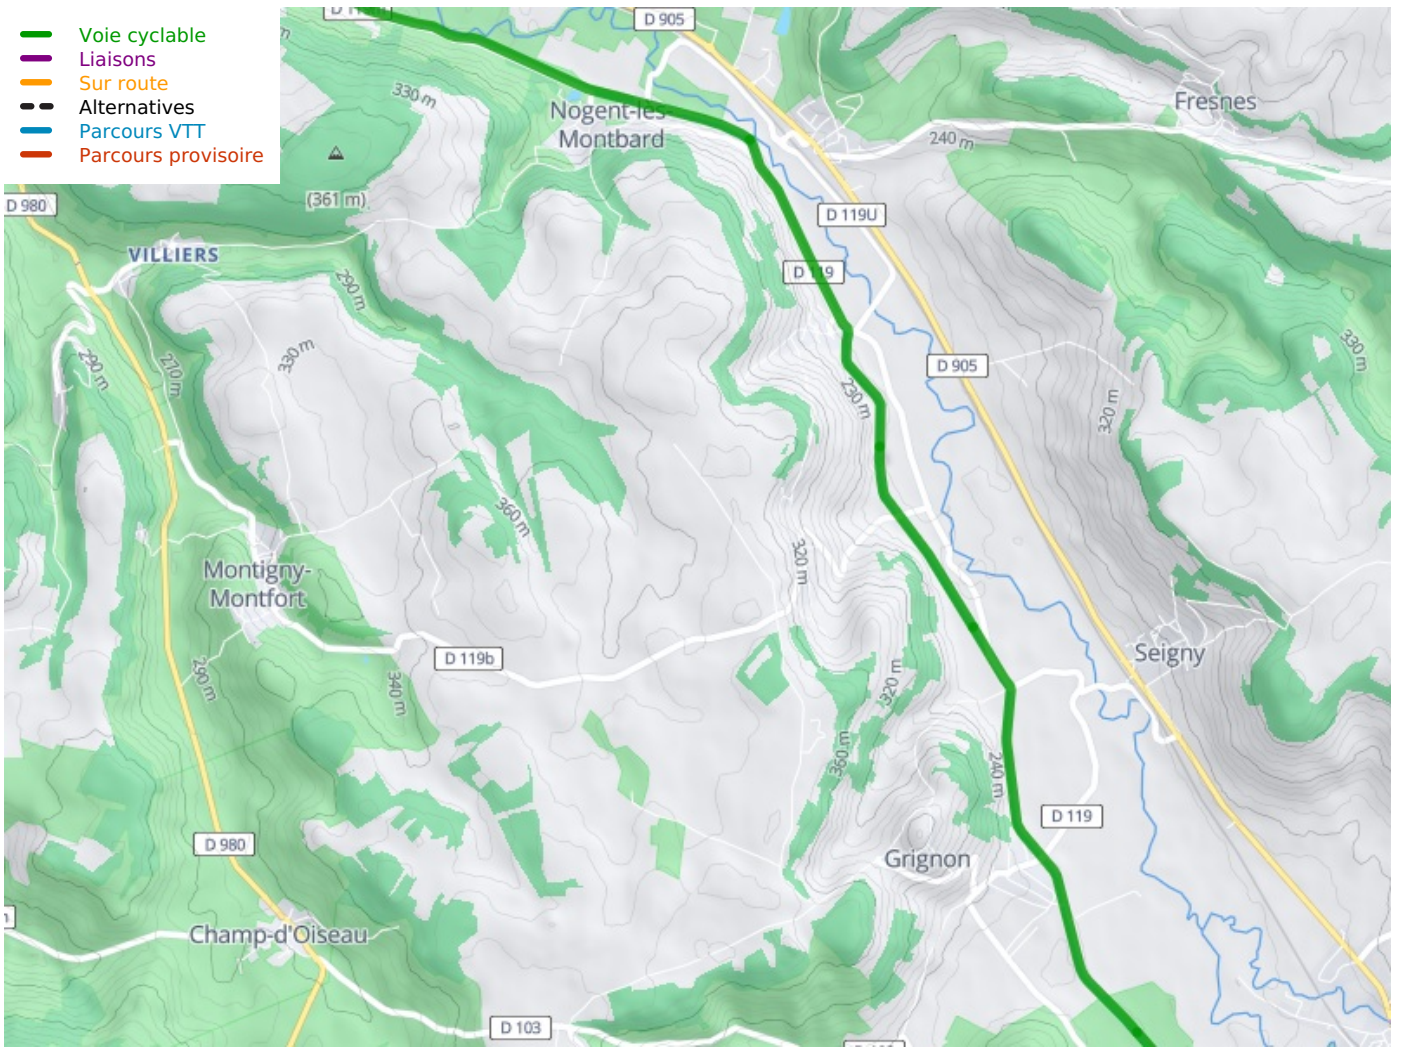 Voie cyclable
Liaisons
Sur route
Alternatives
Parcours VTT
Parcours provisoire
D 905
330 m
Nogent-lès-
Montbard
Fresnes
240 m
(361 m)
D 980
D 119U
VILLIERS
D 119
290 m
330 m
290 m
210 m
D 905
330 m
230 m
320 m
360 m
320 m
Montigny-
Montfort
D 119b
Seigny
290 m
340 m
320 m
360 m
240 m
D 119
D 980
Grignon
Champ-d'Oiseau
D 103